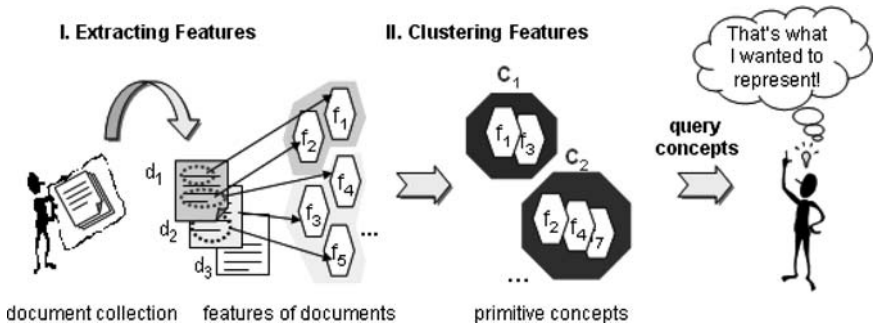 I. Extracting Features
II. Clustering Features
That's what
I wanted to
represent!
C1
f1
f2
f1
f3
query
concepts
d1
f4
C2
f3
f2
f4
f7
d2
...
f5
d3
...
document collection
features of documents
primitive concepts